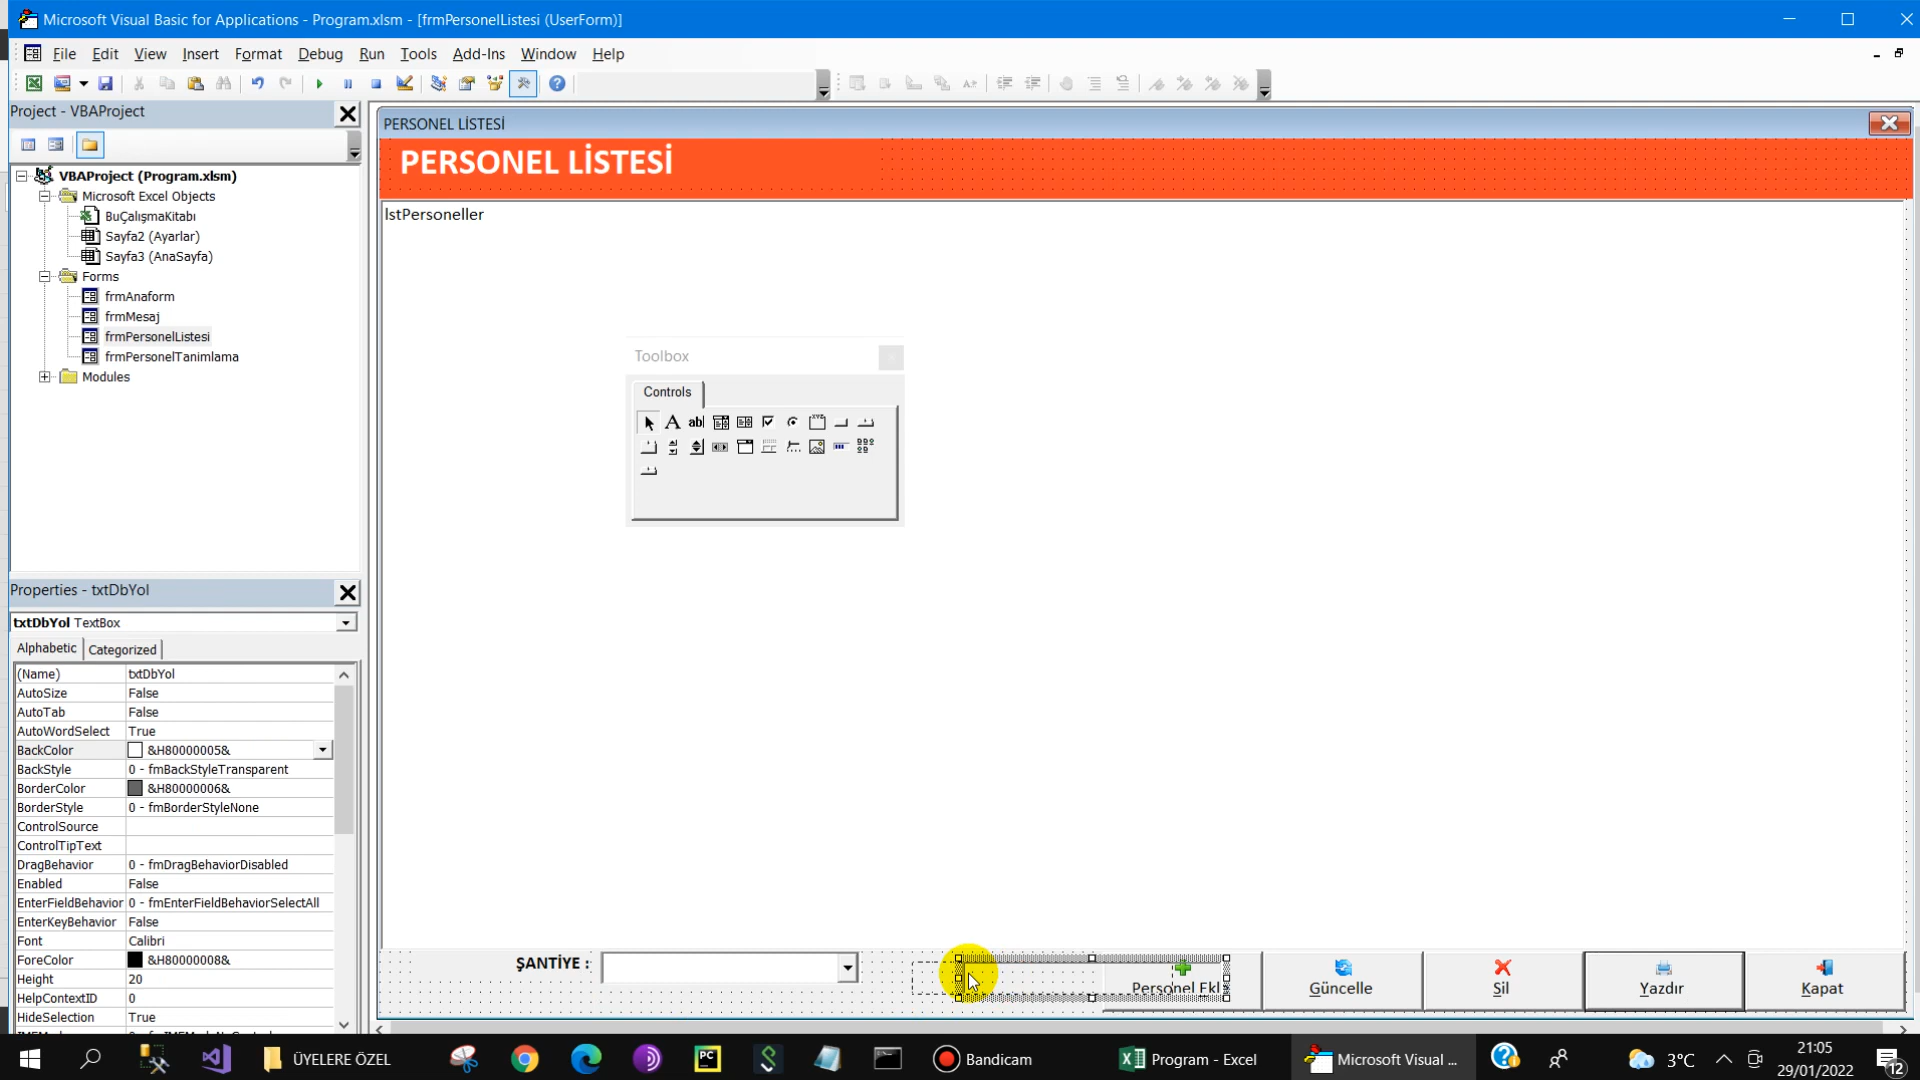 Microsoft Visual Basic for Applications - Program.xlsm - [frmPersonelListesi (UserForm)]
File Edit View Insert Format Debug Run Tools Add-Ins Window Help
Project - VBAProject
VBAProject (Program.xlsm)
Microsoft Excel Objects
BuÇalışmaKitabı
Sayfa2 (Ayarlar)
Sayfa3 (AnaSayfa)
Forms
frmAnaform
frmMesaj
frmPersonelListesi
frmPersonelTanimlama
Modules
Properties - txtDbYol
txtDbYol TextBox
Alphabetic Categorized
(Name) txtDbYol
AutoSize False
AutoTab False
AutoWordSelect True
BackColor &H80000005&
BackStyle 0 - fmBackStyleTransparent
BorderColor &H80000006&
BorderStyle 0 - fmBorderStyleNone
ControlSource
ControlTipText
DragBehavior 0 - fmDragBehaviorDisabled
Enabled False
EnterFieldBehavior 0 - fmEnterFieldBehaviorSelectAll
EnterKeyBehavior False
Font Calibri
ForeColor &H80000008&
Height 20
HelpContextID 0
HideSelection True
PERSONEL LİSTESİ
PERSONEL LİSTESİ
lstPersoneller
Toolbox
Controls
ŞANTİYE :
Personel Ekl
Güncelle
Sil
Yazdır
Kapat
ÜYELERE ÖZEL
Bandicam
Program - Excel
Microsoft Visual ...
3°C
21:05
29/01/2022
12